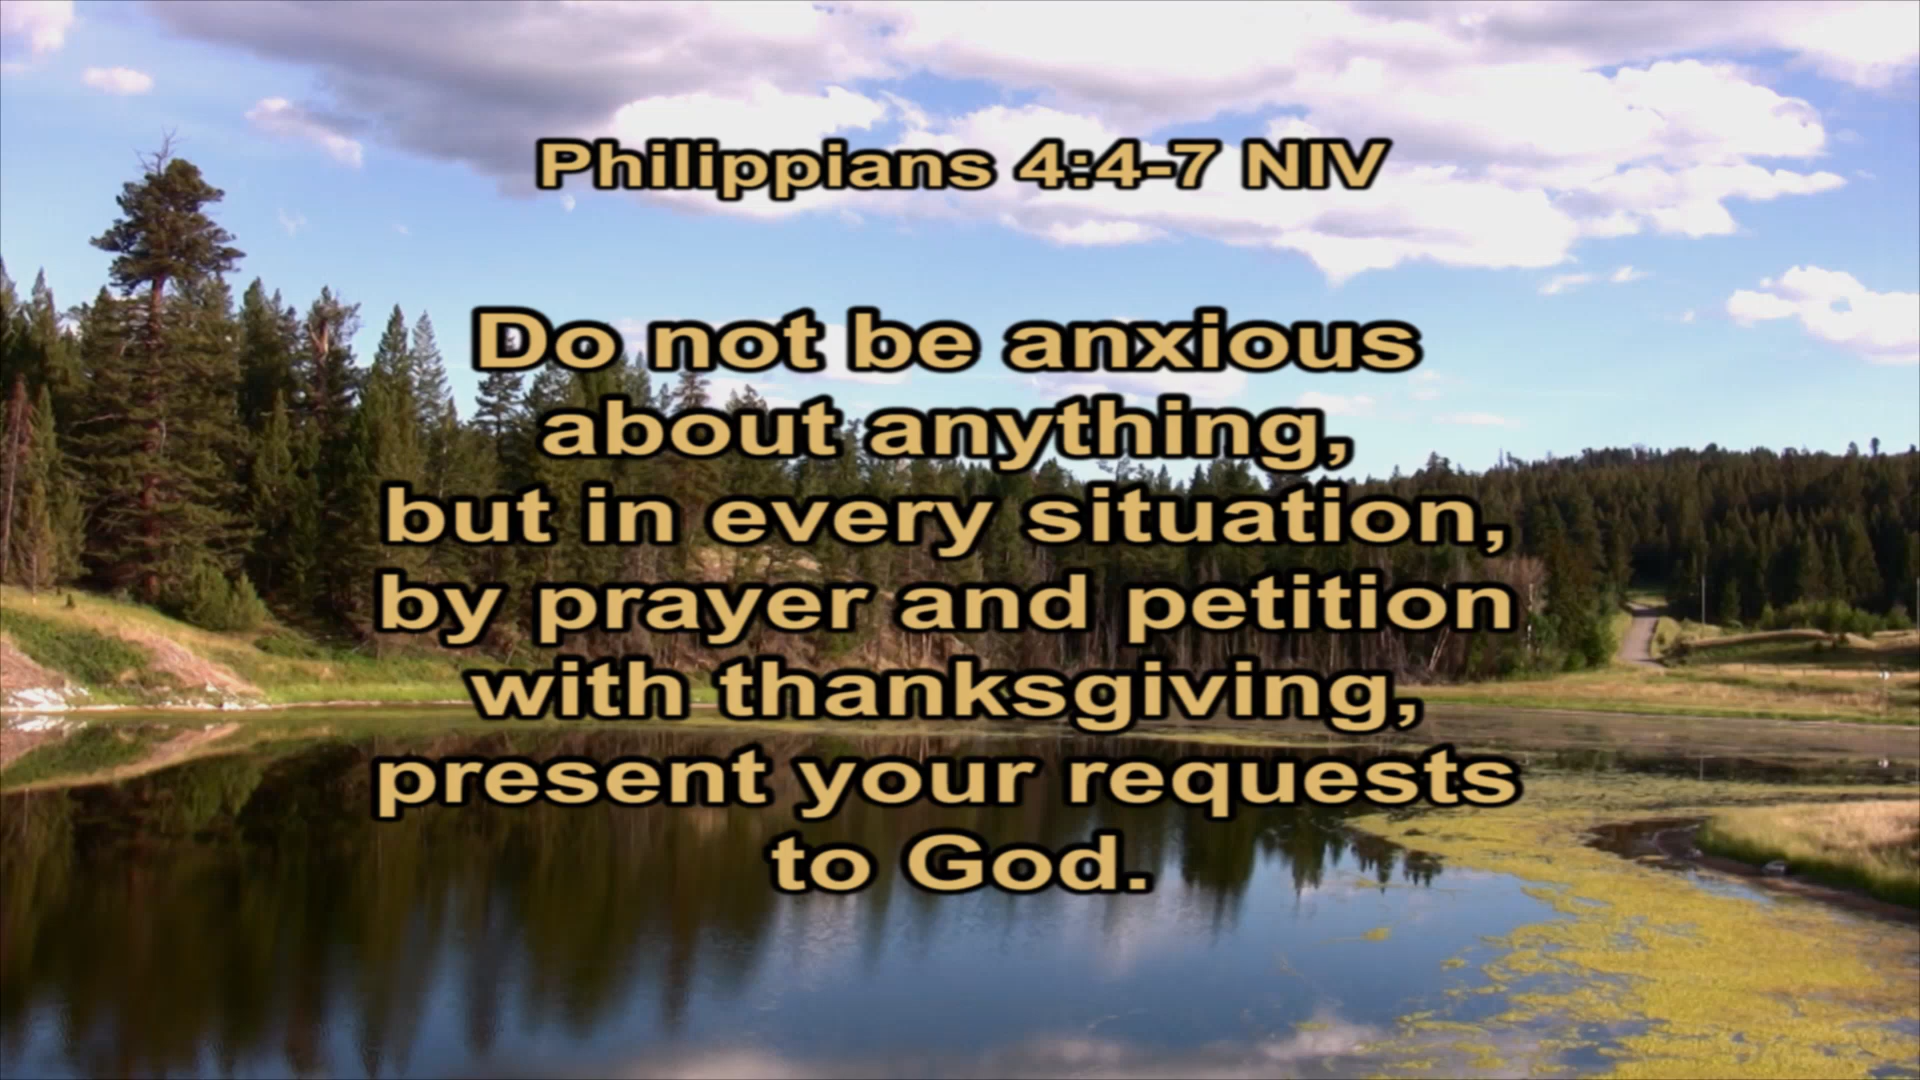 Philippians 4:4-7 NIV
Do not be anxious
about anything,
but in every situation,
by prayer and petition
with thanksgiving,
present your requests
to God.